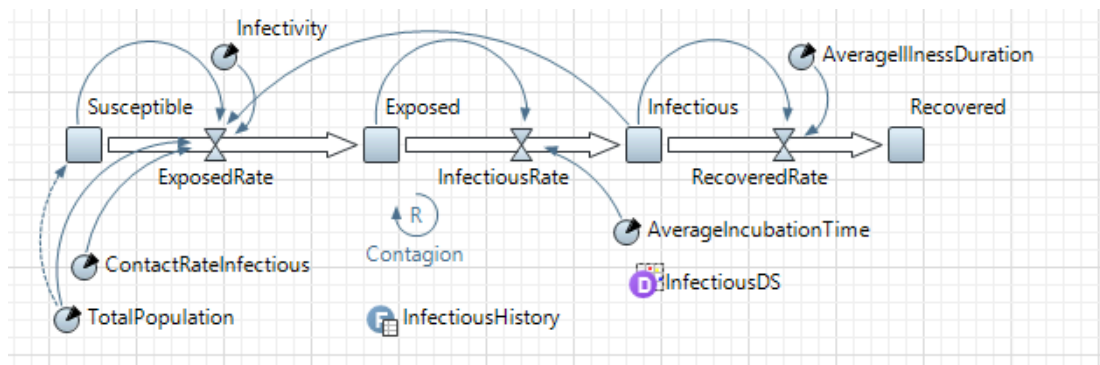 Infectivity
AverageIllnessDuration
Susceptible
Exposed
Infectious
Recovered
ExposedRate
InfectiousRate
RecoveredRate
R
Contagion
AverageIncubationTime
ContactRateInfectious
D
InfectiousDS
TotalPopulation
F
InfectiousHistory